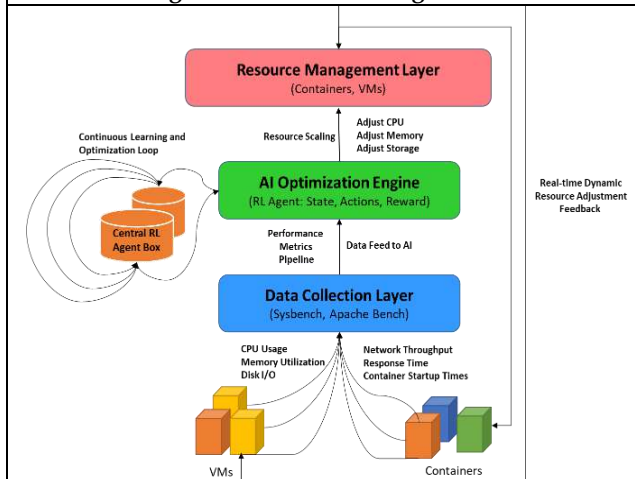 Resource Management Layer
(Containers, VMs)
Continuous Learning and
Optimization Loop
Resource Scaling
Adjust CPU
Adjust Memory
Adjust Storage
AI Optimization Engine
(RL Agent: State, Actions, Reward)
Real-time Dynamic
Resource Adjustment
Feedback
Central RL
Agent Box
Performance
Metrics
Pipeline
Data Feed to AI
Data Collection Layer
(Sysbench, Apache Bench)
CPU Usage
Memory Utilization
Disk I/O
Network Throughput
Response Time
Container Startup Times
VMs
Containers